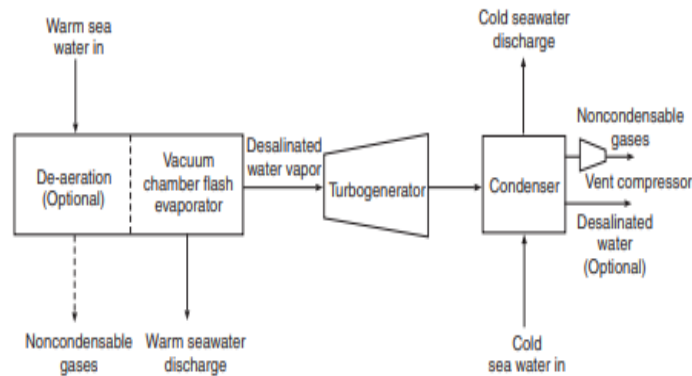 Warm sea
water in
De-aeration
(Optional)
Vacuum
chamber flash
evaporator
Desalinated
water vapor
Turbogenerator
Cold seawater
discharge
Condenser
Noncondensable
gases
Vent compressor
Desalinated
water
(Optional)
Noncondensable
gases
Warm seawater
discharge
Cold
sea water in